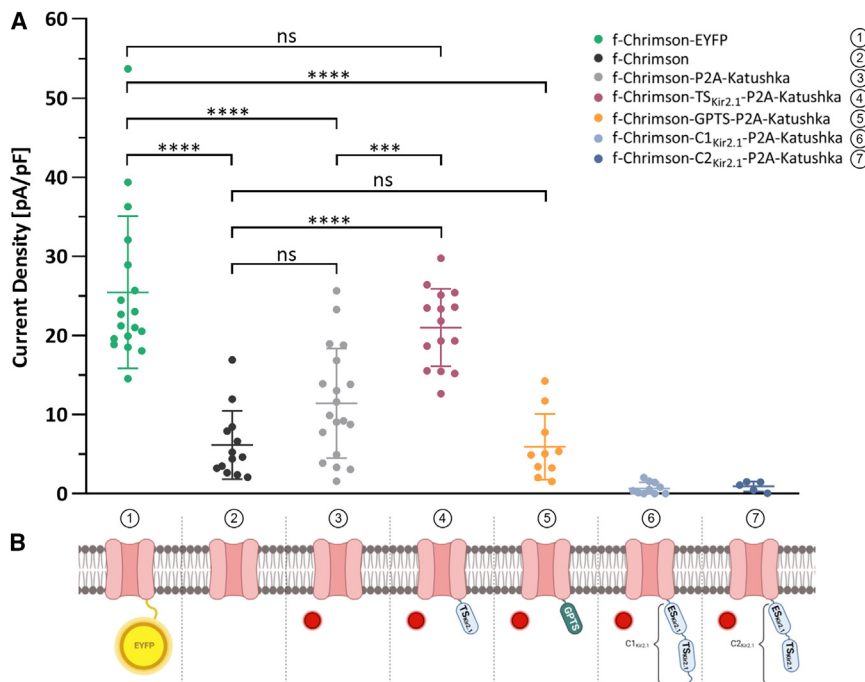 A
60
50
40
30
20
10
0
Current Density [pA/pF]
ns
****
****
****
***
ns
****
ns
f-Chrimson-EYFP ①
f-Chrimson ②
f-Chrimson-P2A-Katushka ③
f-Chrimson-TSKir2.1-P2A-Katushka ④
f-Chrimson-GPTS-P2A-Katushka ⑤
f-Chrimson-C1Kir2.1-P2A-Katushka ⑥
f-Chrimson-C2Kir2.1-P2A-Katushka ⑦
① ② ③ ④ ⑤ ⑥ ⑦
B
EYFP
TSKir2.1
GPTS
C1Kir2.1
ESKir2.1
TSKir2.1
C2Kir2.1
ESKir2.1
TSKir2.1